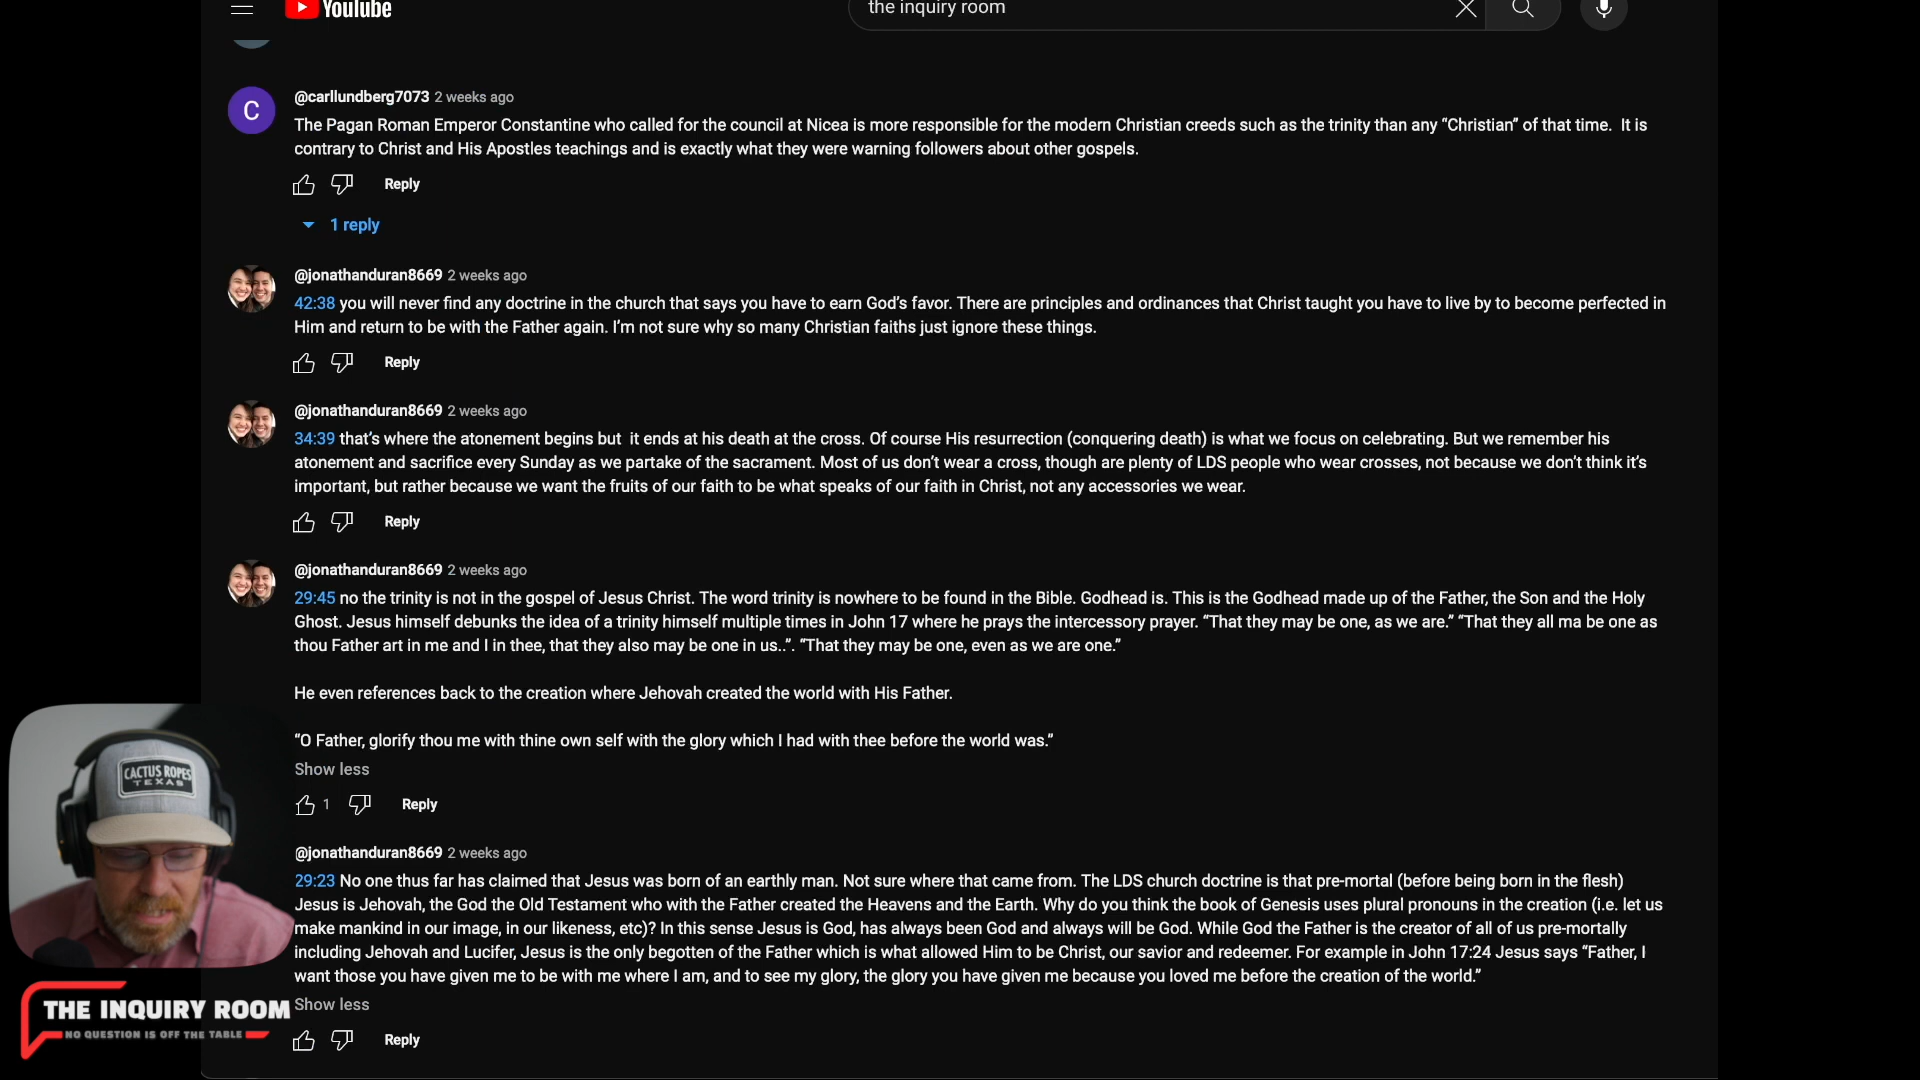 YouTube
the inquiry room
C
@carllundberg7073 2 weeks ago
The Pagan Roman Emperor Constantine who called for the council at Nicea is more responsible for the modern Christian creeds such as the trinity than any “Christian” of that time.  It is
contrary to Christ and His Apostles teachings and is exactly what they were warning followers about other gospels.
Reply
1 reply
@jonathanduran8669 2 weeks ago
42:38 you will never find any doctrine in the church that says you have to earn God’s favor. There are principles and ordinances that Christ taught you have to live by to become perfected in
Him and return to be with the Father again. I’m not sure why so many Christian faiths just ignore these things.
Reply
@jonathanduran8669 2 weeks ago
34:39 that’s where the atonement begins but  it ends at his death at the cross. Of course His resurrection (conquering death) is what we focus on celebrating. But we remember his
atonement and sacrifice every Sunday as we partake of the sacrament. Most of us don’t wear a cross, though are plenty of LDS people who wear crosses, not because we don’t think it’s
important, but rather because we want the fruits of our faith to be what speaks of our faith in Christ, not any accessories we wear.
Reply
@jonathanduran8669 2 weeks ago
29:45 no the trinity is not in the gospel of Jesus Christ. The word trinity is nowhere to be found in the Bible. Godhead is. This is the Godhead made up of the Father, the Son and the Holy
Ghost. Jesus himself debunks the idea of a trinity himself multiple times in John 17 where he prays the intercessory prayer. “That they may be one, as we are.” “That they all ma be one as
thou Father art in me and I in thee, that they also may be one in us..”. “That they may be one, even as we are one.”
He even references back to the creation where Jehovah created the world with His Father.
“O Father, glorify thou me with thine own self with the glory which I had with thee before the world was.”
Show less
1 Reply
@jonathanduran8669 2 weeks ago
29:23 No one thus far has claimed that Jesus was born of an earthly man. Not sure where that came from. The LDS church doctrine is that pre-mortal (before being born in the flesh)
Jesus is Jehovah, the God the Old Testament who with the Father created the Heavens and the Earth. Why do you think the book of Genesis uses plural pronouns in the creation (i.e. let us
make mankind in our image, in our likeness, etc)? In this sense Jesus is God, has always been God and always will be God. While God the Father is the creator of all of us pre-mortally
including Jehovah and Lucifer, Jesus is the only begotten of the Father which is what allowed Him to be Christ, our savior and redeemer. For example in John 17:24 Jesus says “Father, I
want those you have given me to be with me where I am, and to see my glory, the glory you have given me because you loved me before the creation of the world.”
Show less
Reply
CACTUS ROPES
TEXAS
THE INQUIRY ROOM
NO QUESTION IS OFF THE TABLE